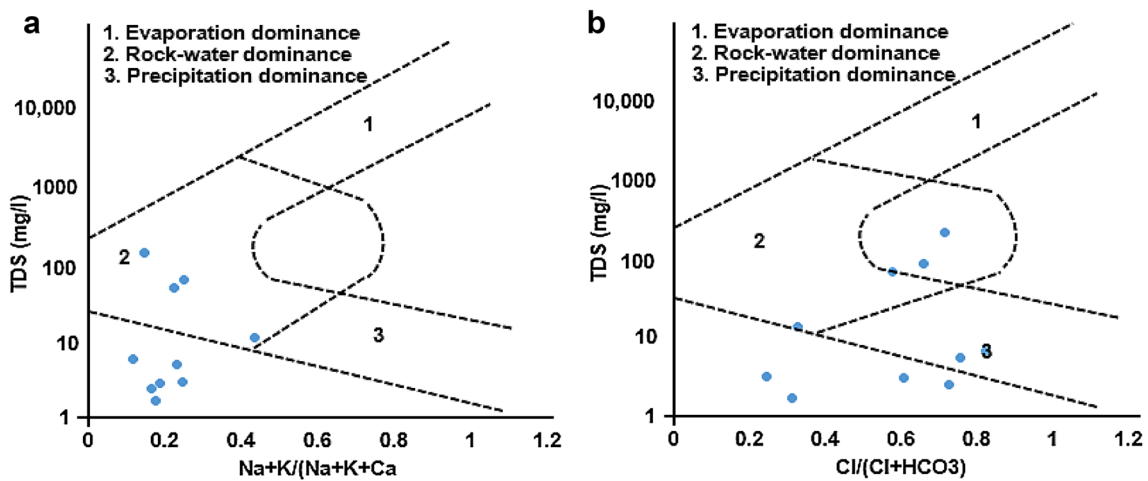 a
1. Evaporation dominance
2. Rock-water dominance
3. Precipitation dominance
TDS (mg/l)
10,000
1000
100
10
1
1
2
3
0
0.2
0.4
0.6
0.8
1
1.2
Na+K/(Na+K+Ca
b
1. Evaporation dominance
2. Rock-water dominance
3. Precipitation dominance
TDS (mg/l)
10,000
1000
100
10
1
1
2
3
0
0.2
0.4
0.6
0.8
1
1.2
Cl/(Cl+HCO3)